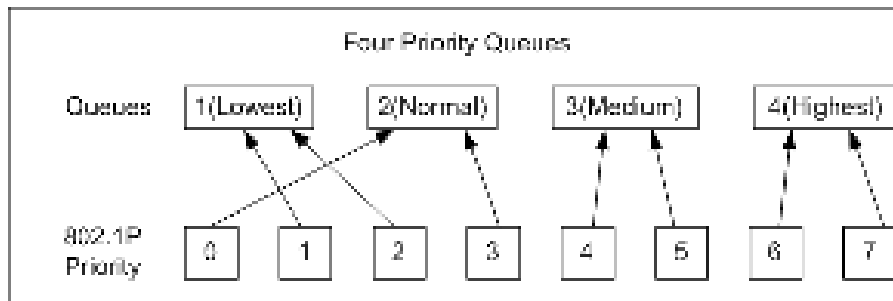 Four Priority Queues
Queues 1(Lowest) 2(Normal) 3(Medium) 4(Highest)
802.1P
Priority
0 1 2 3 4 5 6 7